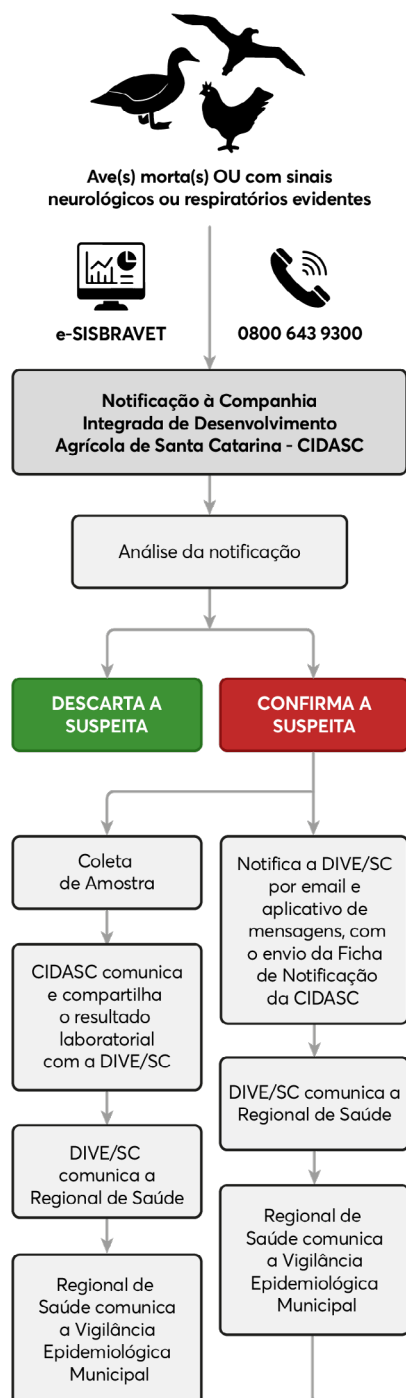 Ave(s) morta(s) OU com sinais
neurológicos ou respiratórios evidentes
e-SISBRAVET
0800 643 9300
Notificação à Companhia
Integrada de Desenvolvimento
Agrícola de Santa Catarina - CIDASC
Análise da notificação
DESCARTA A
SUSPEITA
CONFIRMA A
SUSPEITA
Coleta
de Amostra
CIDASC comunica
e compartilha
o resultado
laboratorial
com a DIVE/SC
DIVE/SC
comunica a
Regional de Saúde
Regional de
Saúde comunica
a Vigilância
Epidemiológica
Municipal
Notifica a DIVE/SC
por email e
aplicativo de
mensagens, com
o envio da Ficha
de Notificação
da CIDASC
DIVE/SC comunica a
Regional de Saúde
Regional de
Saúde comunica
a Vigilância
Epidemiológica
Municipal